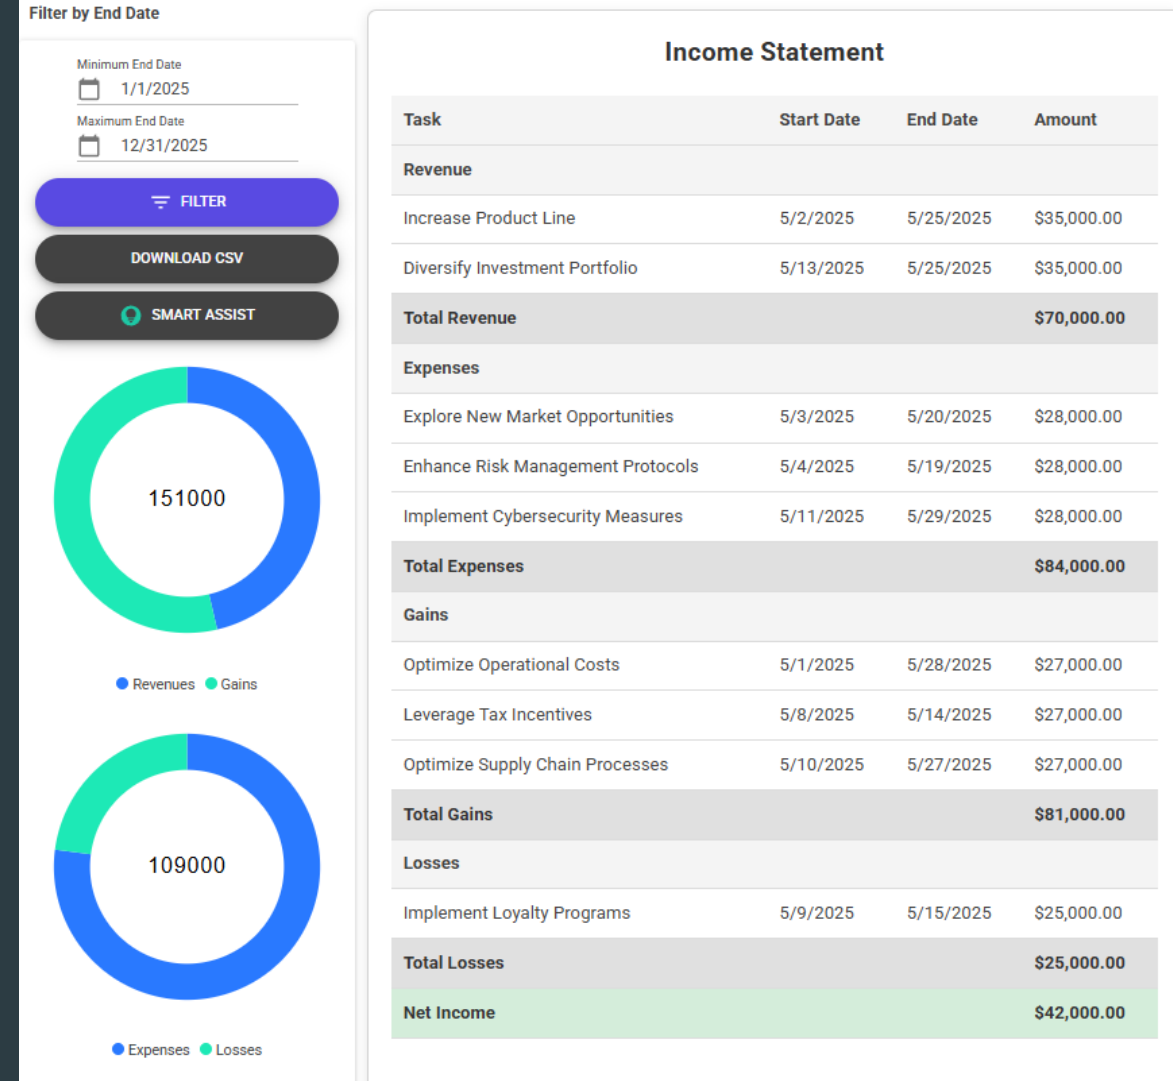 Filter by End Date
Minimum End Date
1/1/2025
Maximum End Date
12/31/2025
FILTER
DOWNLOAD CSV
SMART ASSIST
151000
Revenues Gains
109000
Expenses Losses
Income Statement
Task Start Date End Date Amount
Revenue
Increase Product Line 5/2/2025 5/25/2025 $35,000.00
Diversify Investment Portfolio 5/13/2025 5/25/2025 $35,000.00
Total Revenue $70,000.00
Expenses
Explore New Market Opportunities 5/3/2025 5/20/2025 $28,000.00
Enhance Risk Management Protocols 5/4/2025 5/19/2025 $28,000.00
Implement Cybersecurity Measures 5/11/2025 5/29/2025 $28,000.00
Total Expenses $84,000.00
Gains
Optimize Operational Costs 5/1/2025 5/28/2025 $27,000.00
Leverage Tax Incentives 5/8/2025 5/14/2025 $27,000.00
Optimize Supply Chain Processes 5/10/2025 5/27/2025 $27,000.00
Total Gains $81,000.00
Losses
Implement Loyalty Programs 5/9/2025 5/15/2025 $25,000.00
Total Losses $25,000.00
Net Income $42,000.00